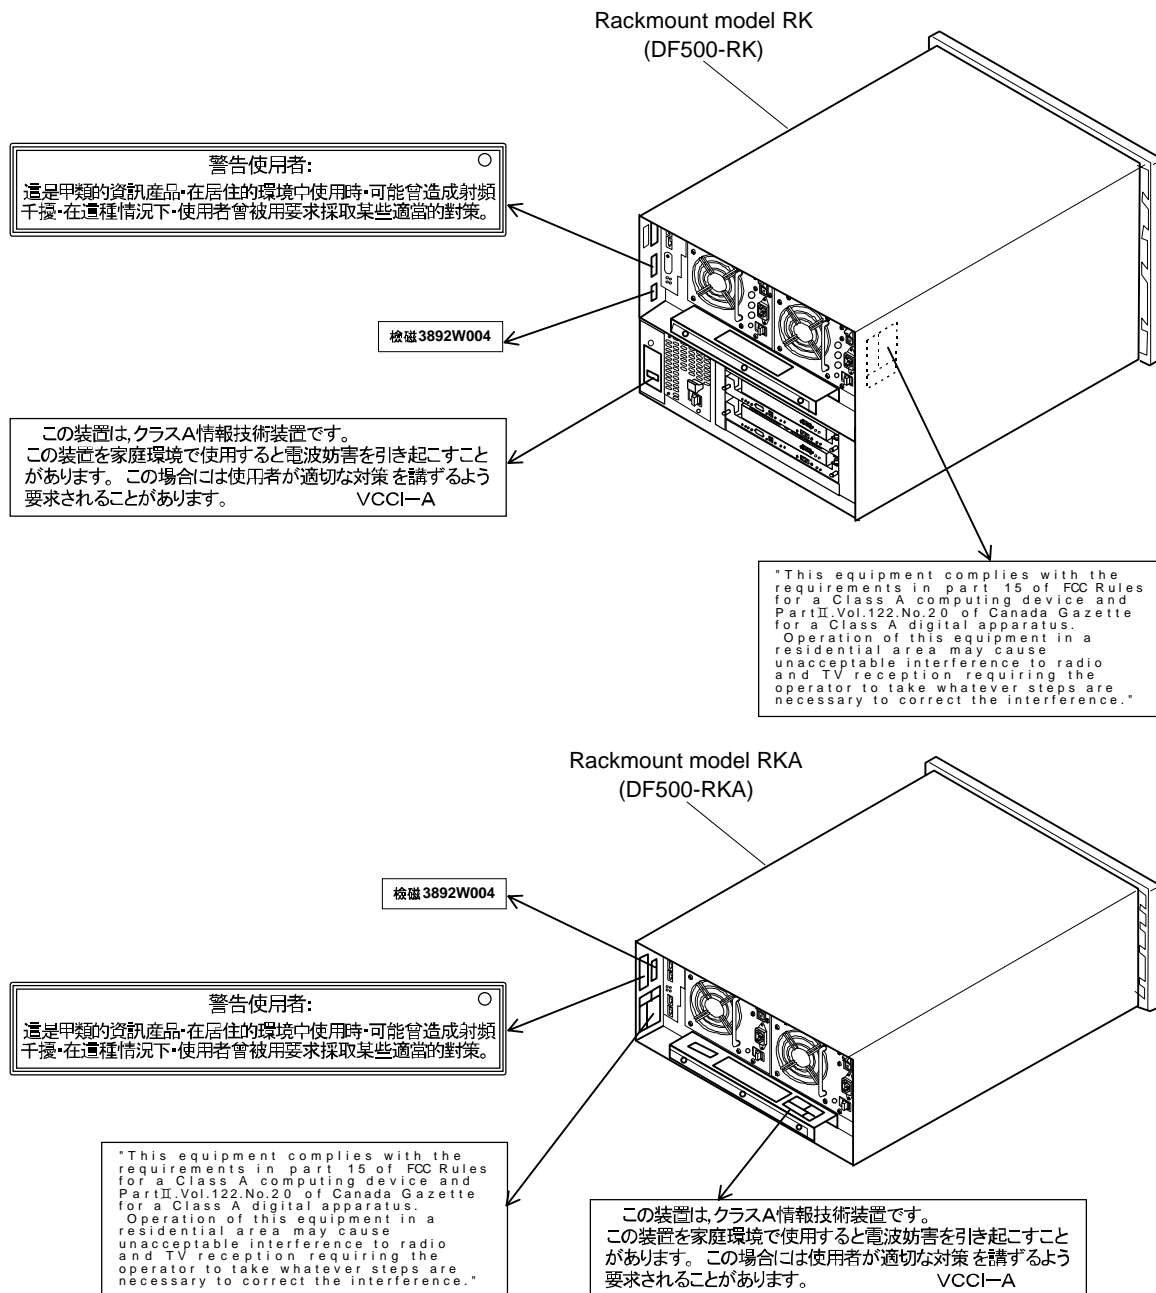 Rackmount model RK
(DF500-RK)
警告使用者:
這是甲類的資訊產品·在居住的環境中使用時·可能曾造成射頻
千擾·在這種情況下·使用者曾被用要求採取某些適當的對策。
檢磁3892W004
この装置は,クラスA情報技術装置です。
この装置を家庭環境で使用すると電波妨害を引き起こすこと
があります。この場合には使用者が適切な対策を講ずるよう
要求されることがあります。 VCCI-A
"This equipment complies with the
requirements in part 15 of FCC Rules
for a Class A computing device and
PartⅡ.Vol.122.No.20 of Canada Gazette
for a Class A digital apparatus.
Operation of this equipment in a
residential area may cause
unacceptable interference to radio
and TV reception requiring the
operator to take whatever steps are
necessary to correct the interference."
Rackmount model RKA
(DF500-RKA)
檢磁3892W004
警告使用者:
這是甲類的資訊產品·在居住的環境中使用時·可能曾造成射頻
千擾·在這種情況下·使用者曾被用要求採取某些適當的對策。
"This equipment complies with the
requirements in part 15 of FCC Rules
for a Class A computing device and
PartⅡ.Vol.122.No.20 of Canada Gazette
for a Class A digital apparatus.
Operation of this equipment in a
residential area may cause
unacceptable interference to radio
and TV reception requiring the
operator to take whatever steps are
necessary to correct the interference."
この装置は,クラスA情報技術装置です。
この装置を家庭環境で使用すると電波妨害を引き起こすこと
があります。この場合には使用者が適切な対策を講ずるよう
要求されることがあります。 VCCI-A